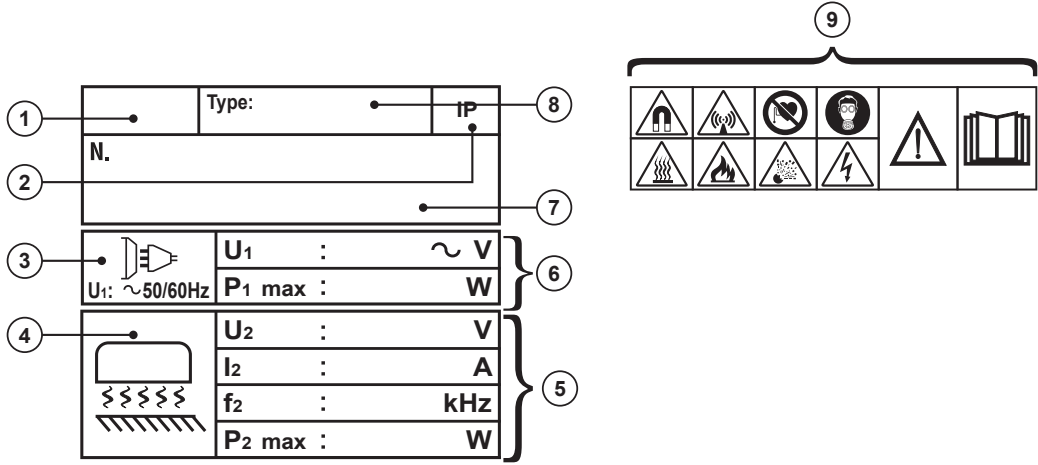 9
1
Type:
8
IP
N.
2
7
3
U1: ~50/60Hz
U1 : ~ V
P1 max : W
6
4
U2 : V
I2 : A
f2 : kHz
P2 max : W
5